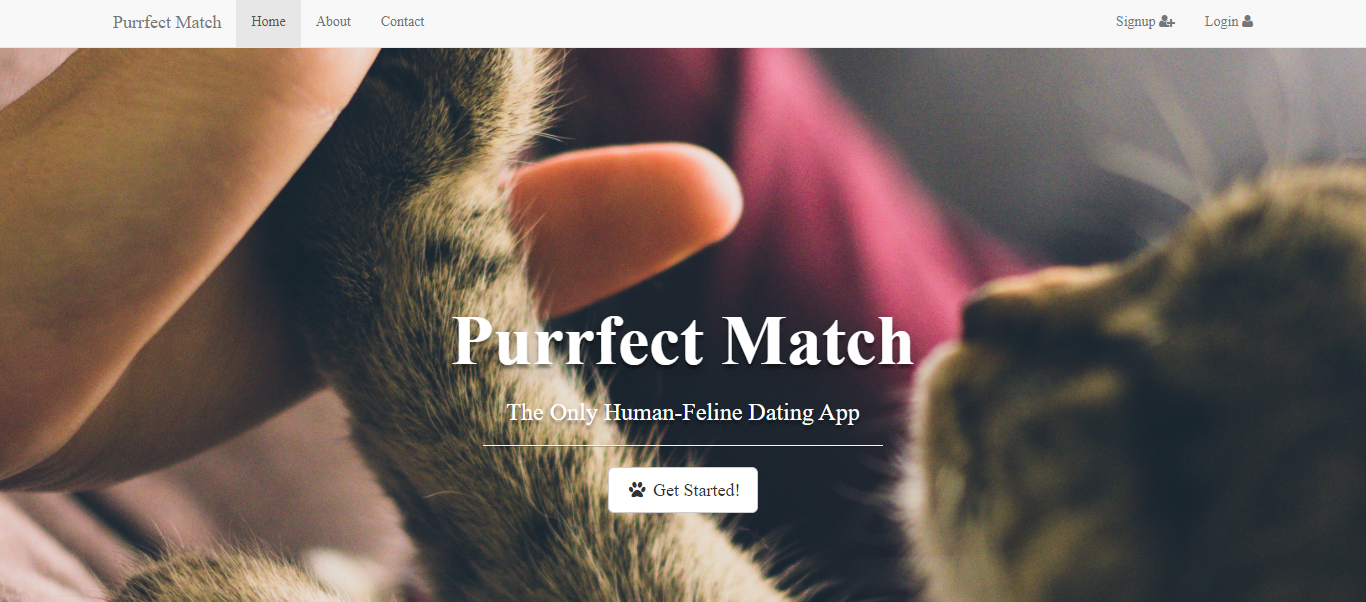 Purrfect Match Home About Contact Signup Login
Purrfect Match
The Only Human-Feline Dating App
Get Started!